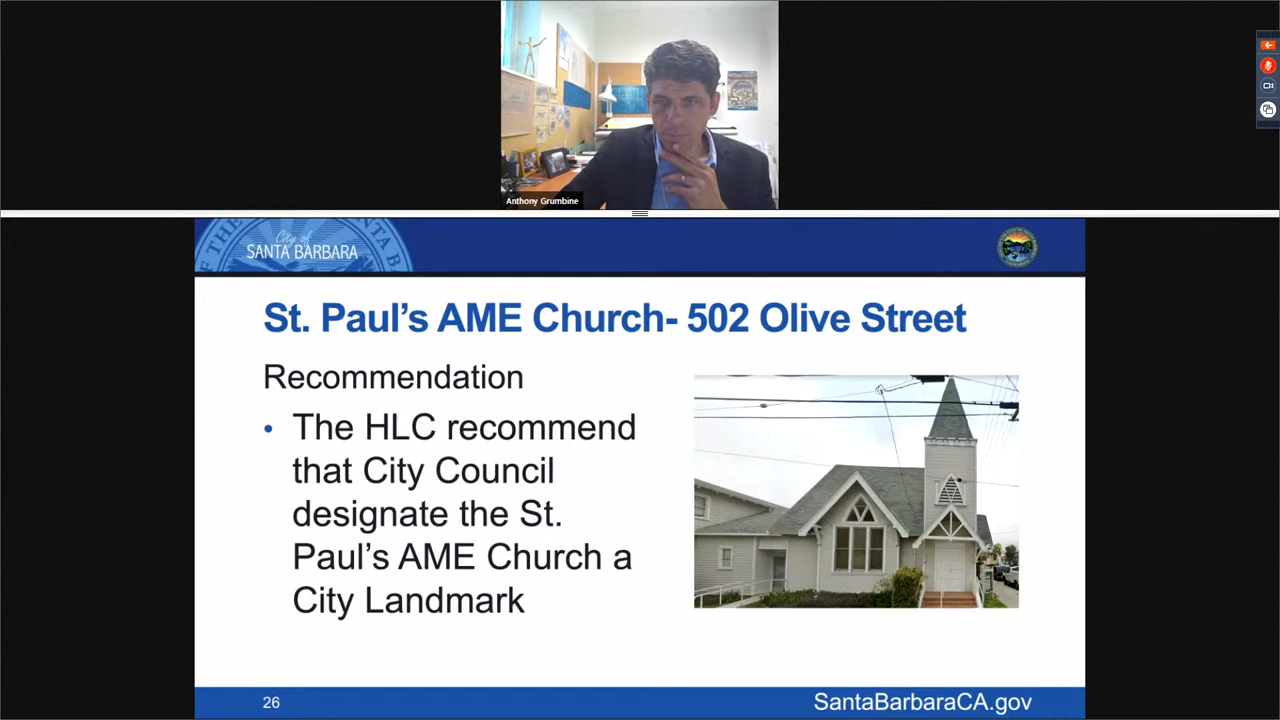 Anthony Grumbine
City of
SANTA BARBARA
St. Paul's AME Church- 502 Olive Street
Recommendation
• The HLC recommend
that City Council
designate the St.
Paul's AME Church a
City Landmark
26
SantaBarbaraCA.gov